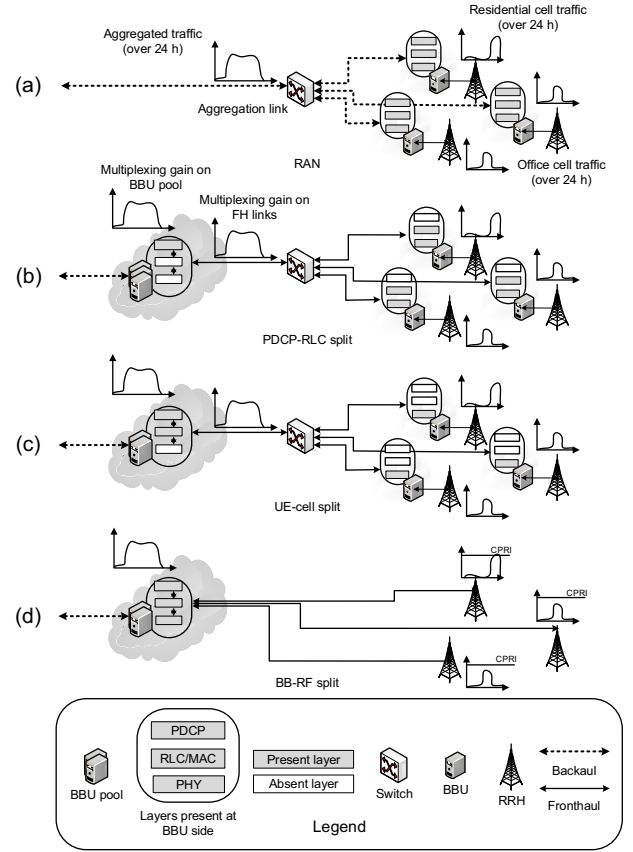 Residential cell traffic
(over 24 h)
Aggregated traffic
(over 24 h)
(a)
Aggregation link
RAN
Office cell traffic
(over 24 h)
Multiplexing gain on
BBU pool
Multiplexing gain on
FH links
(b)
PDCP-RLC split
(c)
UE-cell split
CPRI
CPRI
(d)
CPRI
BB-RF split
PDCP
RLC/MAC
PHY
Present layer
Absent layer
BBU pool
Layers present at
BBU side
Switch
BBU
RRH
Backaul
Fronthaul
Legend